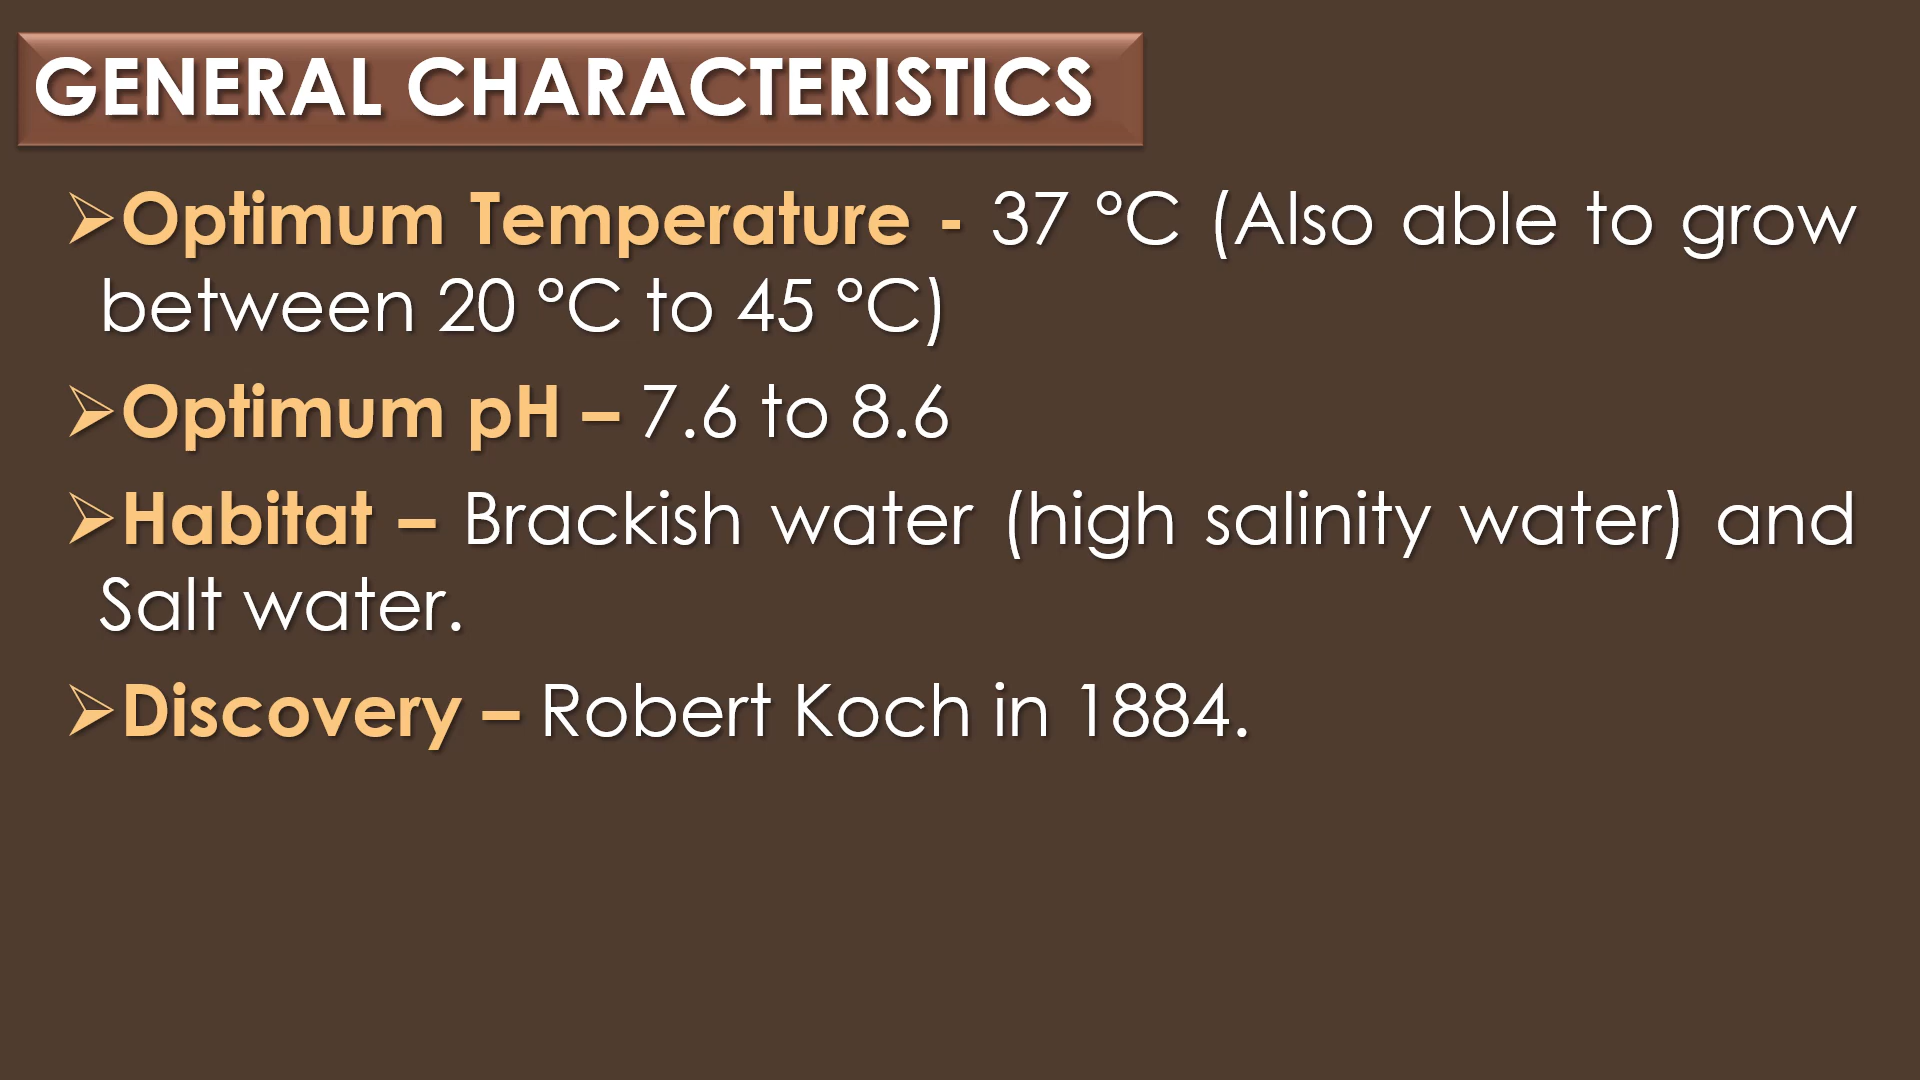 GENERAL CHARACTERISTICS
➢Optimum Temperature - 37 °C (Also able to grow
between 20 °C to 45 °C)
➢Optimum pH – 7.6 to 8.6
➢Habitat – Brackish water (high salinity water) and
Salt water.
➢Discovery – Robert Koch in 1884.